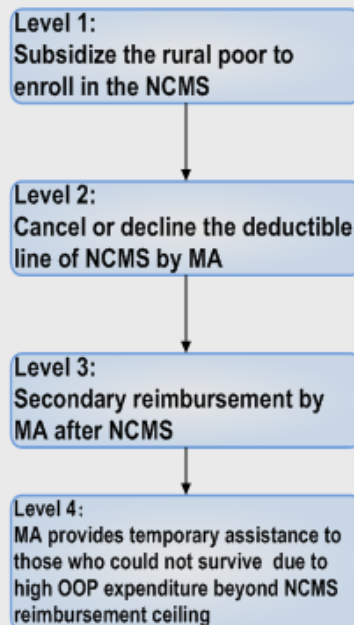 Level 1:
Subsidize the rural poor to
enroll in the NCMS
Level 2:
Cancel or decline the deductible
line of NCMS by MA
Level 3:
Secondary reimbursement by
MA after NCMS
Level 4:
MA provides temporary assistance to
those who could not survive due to
high OOP expenditure beyond NCMS
reimbursement ceiling